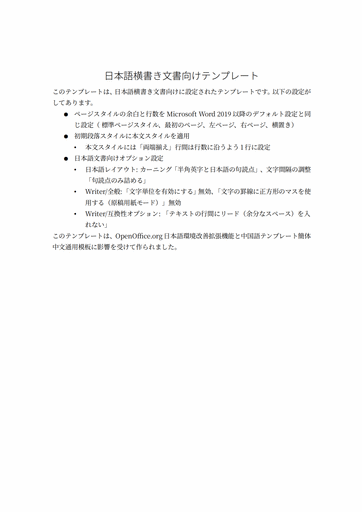 日本語横書き文書向けテンプレート
このテンプレートは、日本語横書き文書向けに設定されたテンプレートです。以下の設定が
してあります。
● ページスタイルの余白と行数を Microsoft Word 2019 以降のデフォルト設定と同
じ設定（ 標準ページスタイル、最初のページ、左ページ、右ページ、横置き）
● 初期段落スタイルに本文スタイルを適用
• 本文スタイルには「両端揃え」行間は行数に沿うよう 1 行に設定
● 日本語文書向けオプション設定
• 日本語レイアウト: カーニング「半角英字と日本語の句読点」、文字間隔の調整
「句読点のみ詰める」
• Writer/全般:「文字単位を有効にする」無効、「文字の罫線に正方形のマスを使
用する（原稿用紙モード）」無効
• Writer/互換性オプション: 「テキストの行間にリード（余分なスペース）を入
れない」
このテンプレートは、OpenOffice.org 日本語環境改善拡張機能と中国語テンプレート簡体
中文通用模板に影響を受けて作られました。